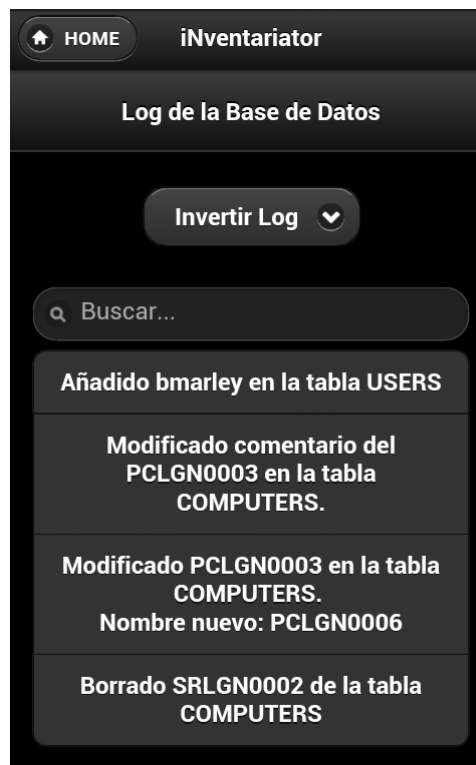 HOME
iNventariator
Log de la Base de Datos
Invertir Log
Buscar...
Añadido bmarley en la tabla USERS
Modificado comentario del
PCLGN0003 en la tabla
COMPUTERS.
Modificado PCLGN0003 en la tabla
COMPUTERS.
Nombre nuevo: PCLGN0006
Borrado SRLGN0002 de la tabla
COMPUTERS